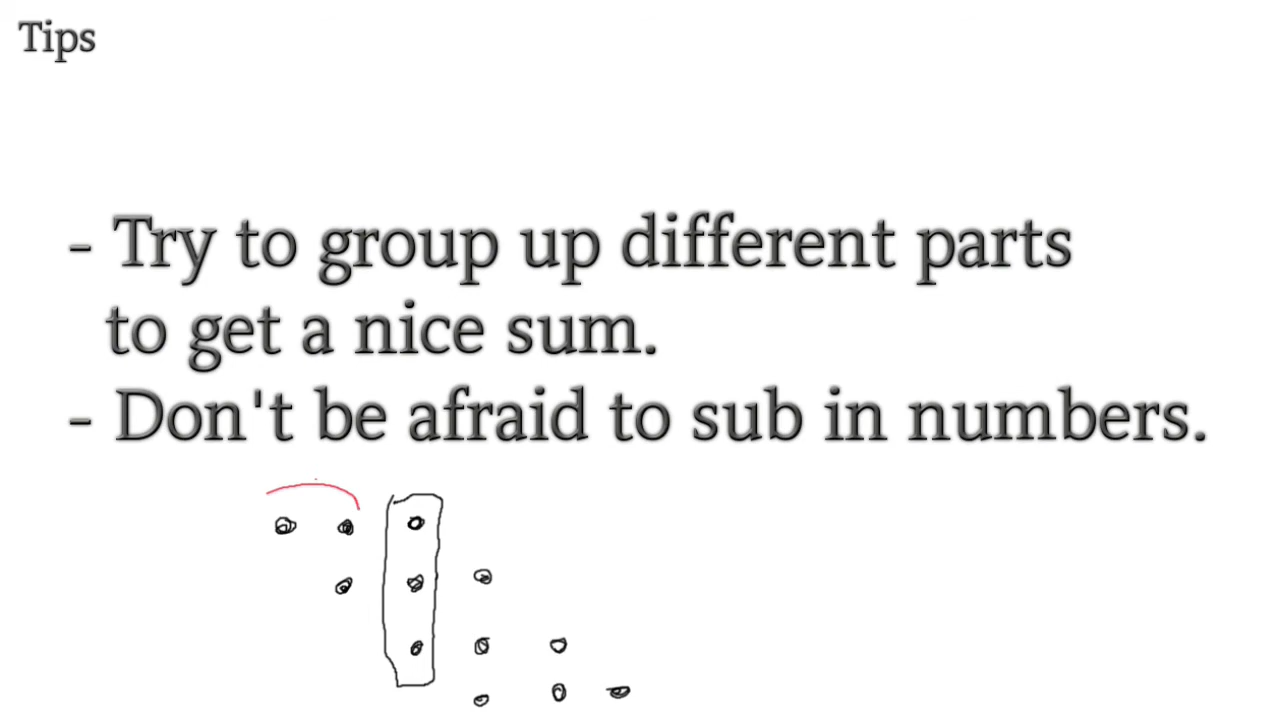 Tips
- Try to group up different parts
to get a nice sum.
- Don't be afraid to sub in numbers.